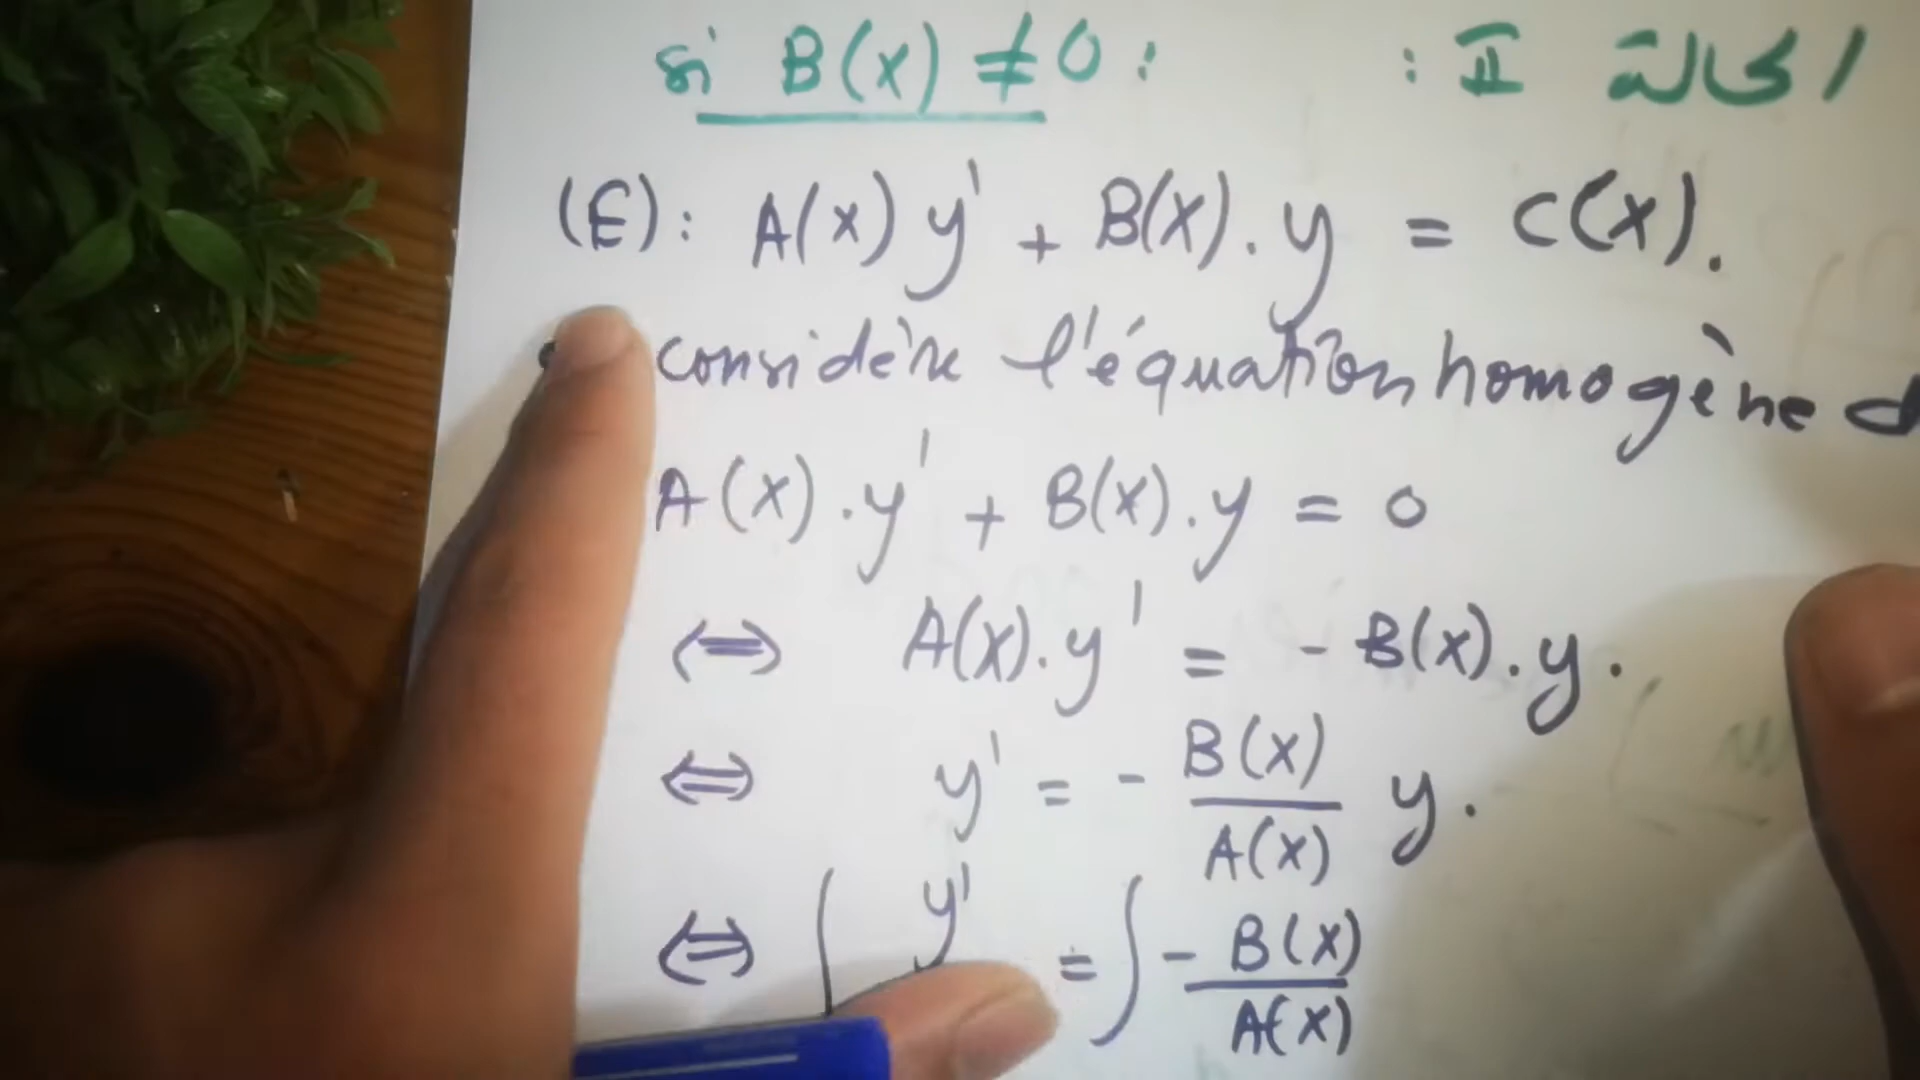 si B(x) ≠ 0 : الحالة II :
(E) : A(x) y' + B(x) . y = C(x).
considère l'équation homogène
A(x) . y' + B(x) . y = 0
⟺ A(x) . y' = - B(x) . y .
⟺ y' = - B(x)/A(x) y .
⟺ ∫ y' = ∫ - B(x)/A(x)